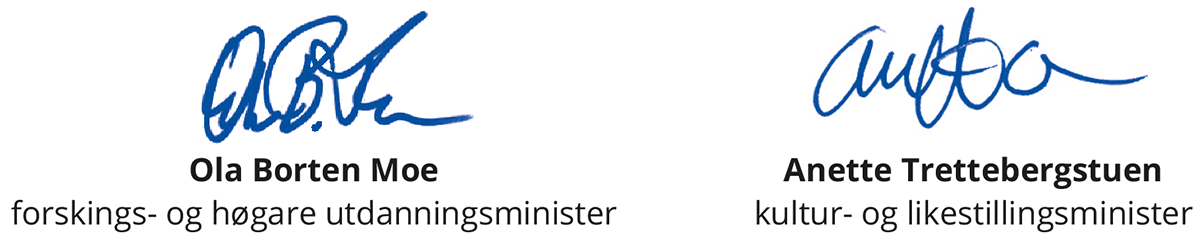 Ola Borten Moe
forskings- og høgare utdanningsminister
Anette Trettebergstuen
kultur- og likestillingsminister